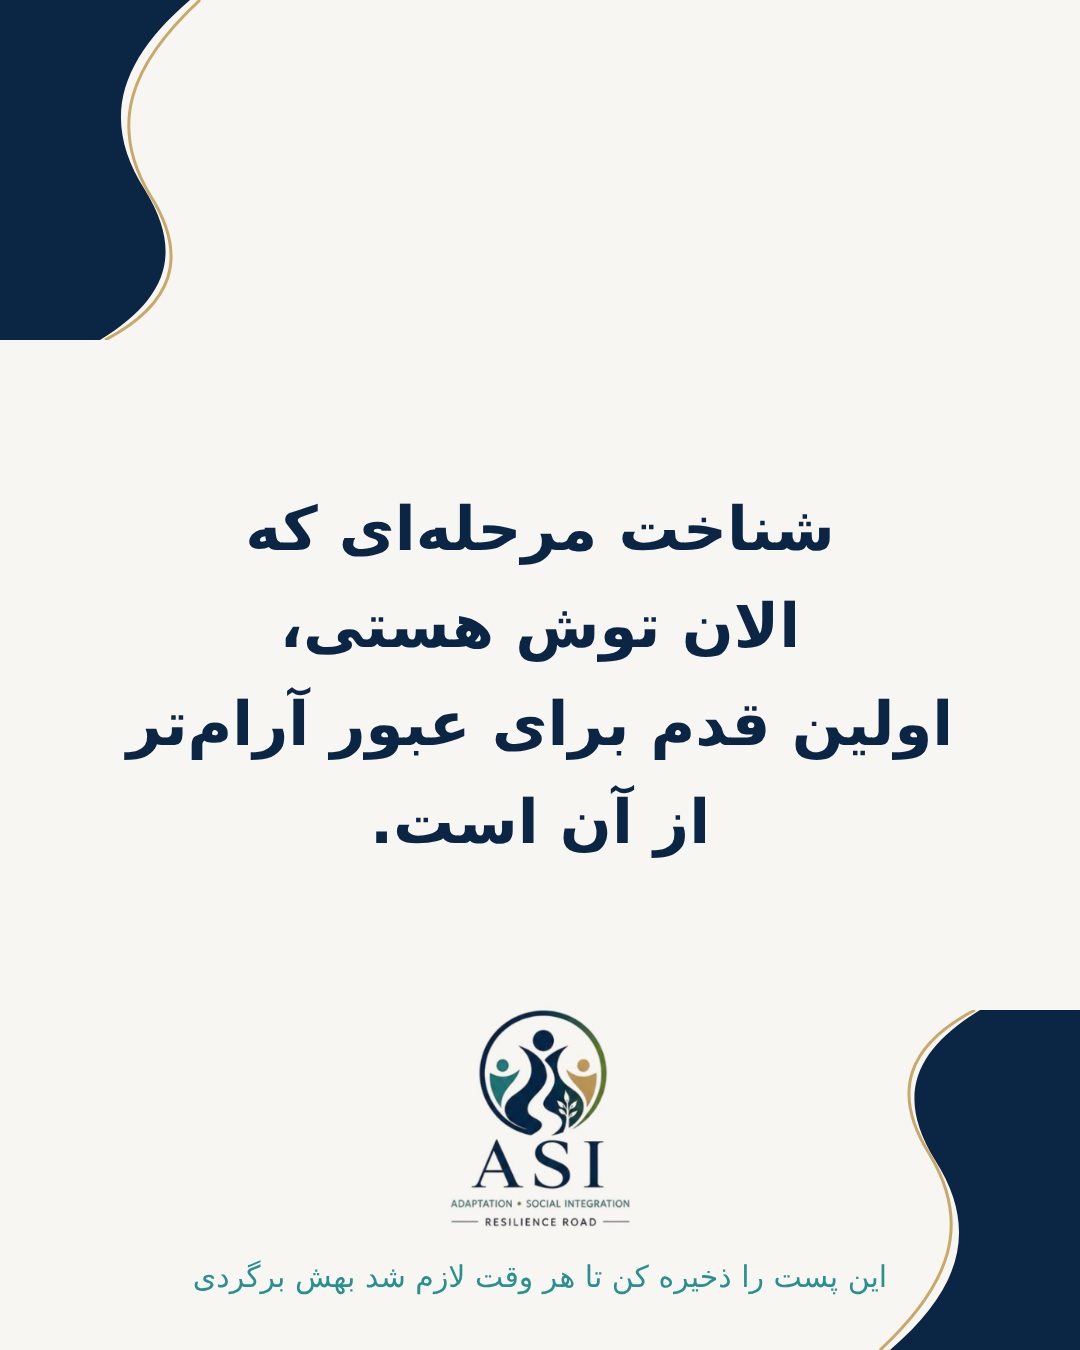 شناخت مرحله‌ای که
الان توش هستی،
اولین قدم برای عبور آرام‌تر
از آن است.
ASI
ADAPTATION • SOCIAL INTEGRATION
RESILIENCE ROAD
این پست را ذخیره کن تا هر وقت لازم شد بهش برگردی